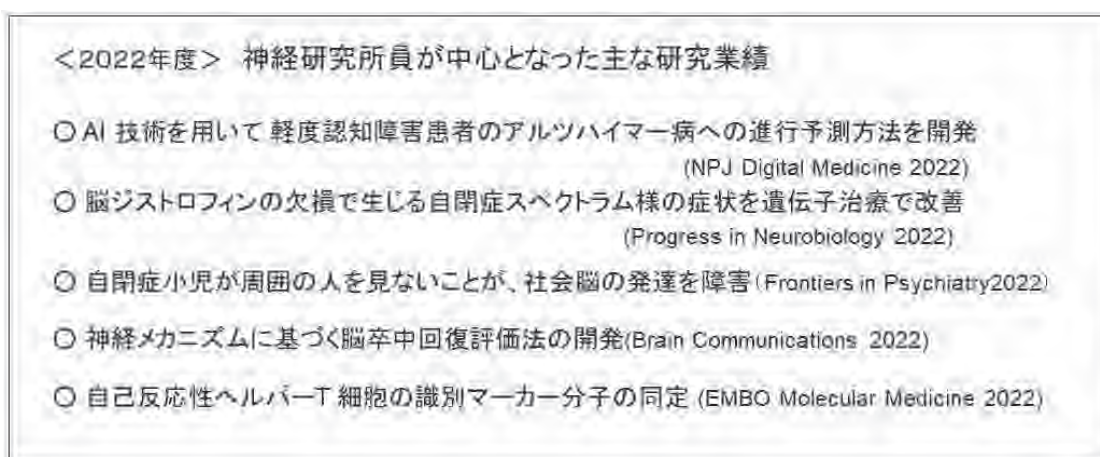 <2022年度> 神経研究所員が中心となった主な研究業績
○ AI 技術を用いて 軽度認知障害患者のアルツハイマー病への進行予測方法を開発
(NPJ Digital Medicine 2022)
○ 脳ジストロフィンの欠損で生じる自閉症スペクトラム様の症状を遺伝子治療で改善
(Progress in Neurobiology 2022)
○ 自閉症小児が周囲の人を見ないことが、社会脳の発達を障害(Frontiers in Psychiatry2022)
○ 神経メカニズムに基づく脳卒中回復評価法の開発(Brain Communications 2022)
○ 自己反応性ヘルパーT 細胞の識別マーカー分子の同定 (EMBO Molecular Medicine 2022)